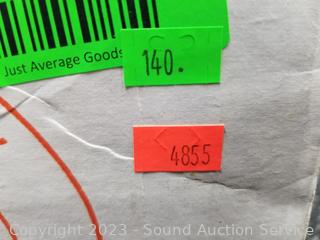 Just Average Goods
140.
4855
Copyright 2023 - Sound Auction Service